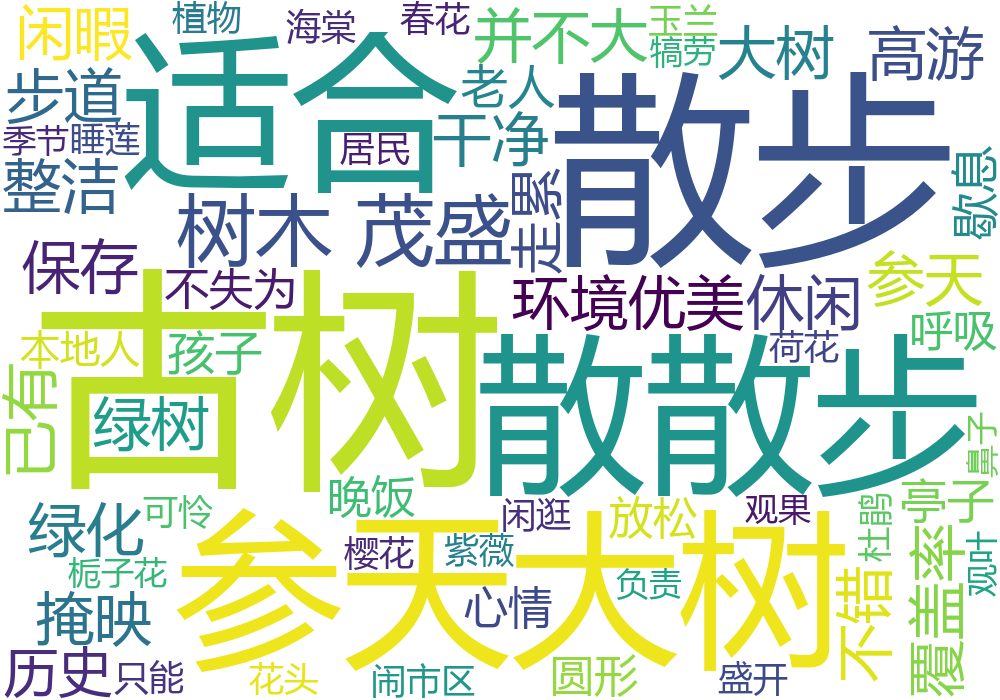 闲暇
植物
海棠
春花
并不大
玉兰
犒劳
大树
高游
步道
适合
老人
散步
季节
睡莲
居民
干净
整洁
树木
茂盛
走累
歇息
保存
不失为
环境优美
休闲
参天
古树
本地人
孩子
散散步
荷花
呼吸
已有
绿树
鼻子
晚饭
绿化
可怜
参天大树
闲逛
放松
观果
杜鹃
亭子
樱花
紫薇
栀子花
负责
观叶
掩映
心情
不错
覆盖率
历史
只能
花头
闹市区
圆形
盛开